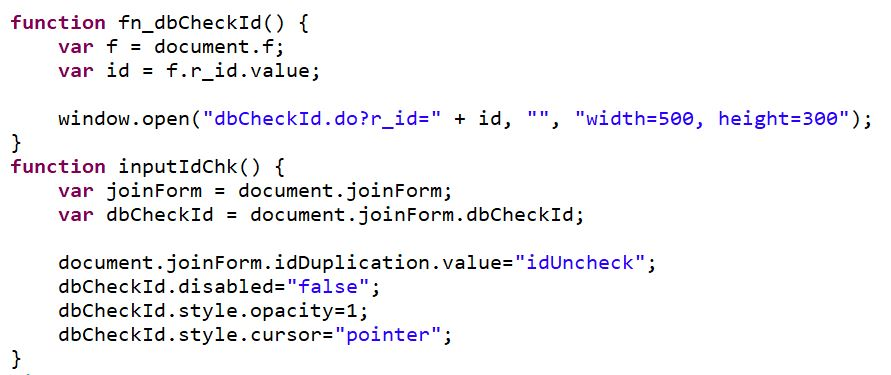 function fn_dbCheckId() {
    var f = document.f;
    var id = f.r_id.value;

    window.open("dbCheckId.do?r_id=" + id, "", "width=500, height=300");
}
function inputIdChk() {
    var joinForm = document.joinForm;
    var dbCheckId = document.joinForm.dbCheckId;

    document.joinForm.idDuplication.value="idUncheck";
    dbCheckId.disabled="false";
    dbCheckId.style.opacity=1;
    dbCheckId.style.cursor="pointer";
}